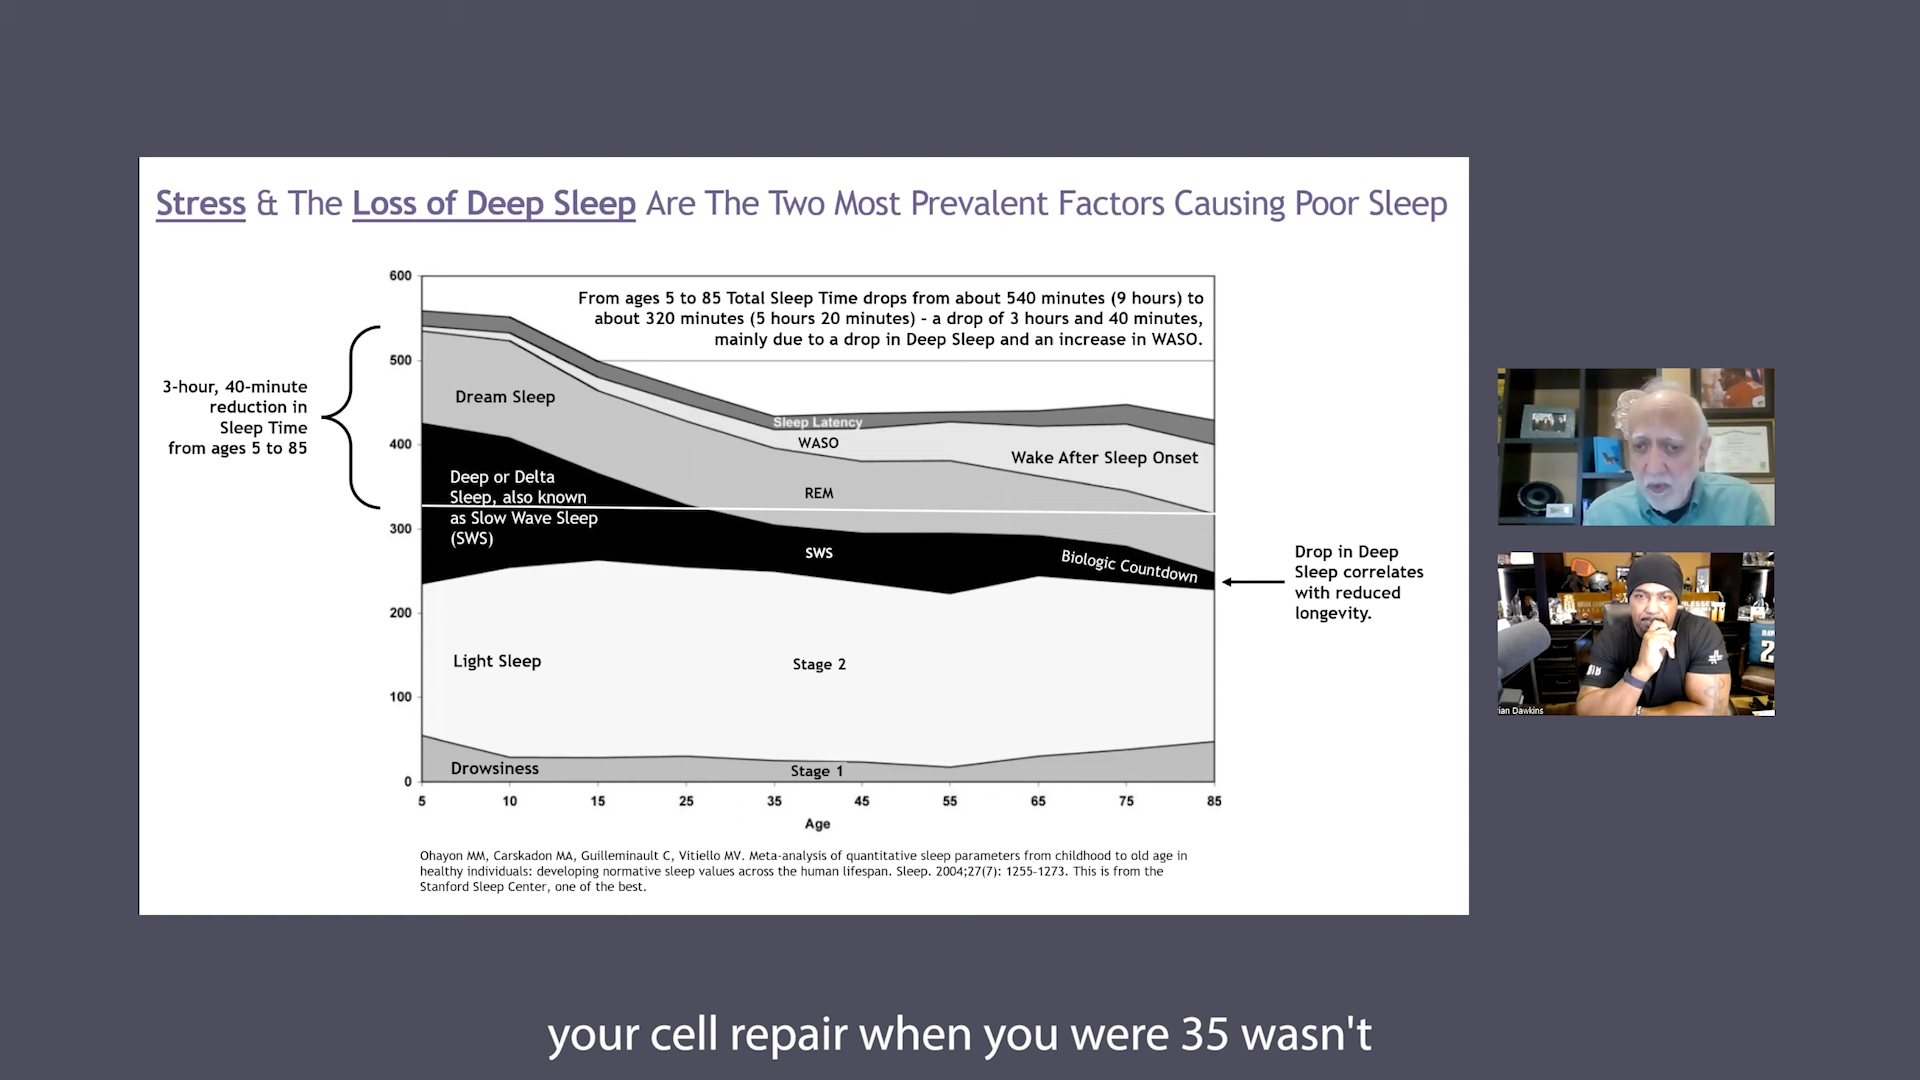 Stress & The Loss of Deep Sleep Are The Two Most Prevalent Factors Causing Poor Sleep
600
500
400
300
200
100
0
From ages 5 to 85 Total Sleep Time drops from about 540 minutes (9 hours) to
about 320 minutes (5 hours 20 minutes) - a drop of 3 hours and 40 minutes,
mainly due to a drop in Deep Sleep and an increase in WASO.
3-hour, 40-minute
reduction in
Sleep Time
from ages 5 to 85
Dream Sleep
Sleep Latency
WASO
Wake After Sleep Onset
REM
Deep or Delta
Sleep, also known
as Slow Wave Sleep
(SWS)
SWS
Biologic Countdown
Drop in Deep
Sleep correlates
with reduced
longevity.
Light Sleep
Stage 2
Drowsiness
Stage 1
5 10 15 25 35 45 55 65 75 85
Age
Ohayon MM, Carskadon MA, Guilleminault C, Vitiello MV. Meta-analysis of quantitative sleep parameters from childhood to old age in
healthy individuals: developing normative sleep values across the human lifespan. Sleep. 2004;27(7): 1255-1273. This is from the
Stanford Sleep Center, one of the best.
ian Dawkins
your cell repair when you were 35 wasn't